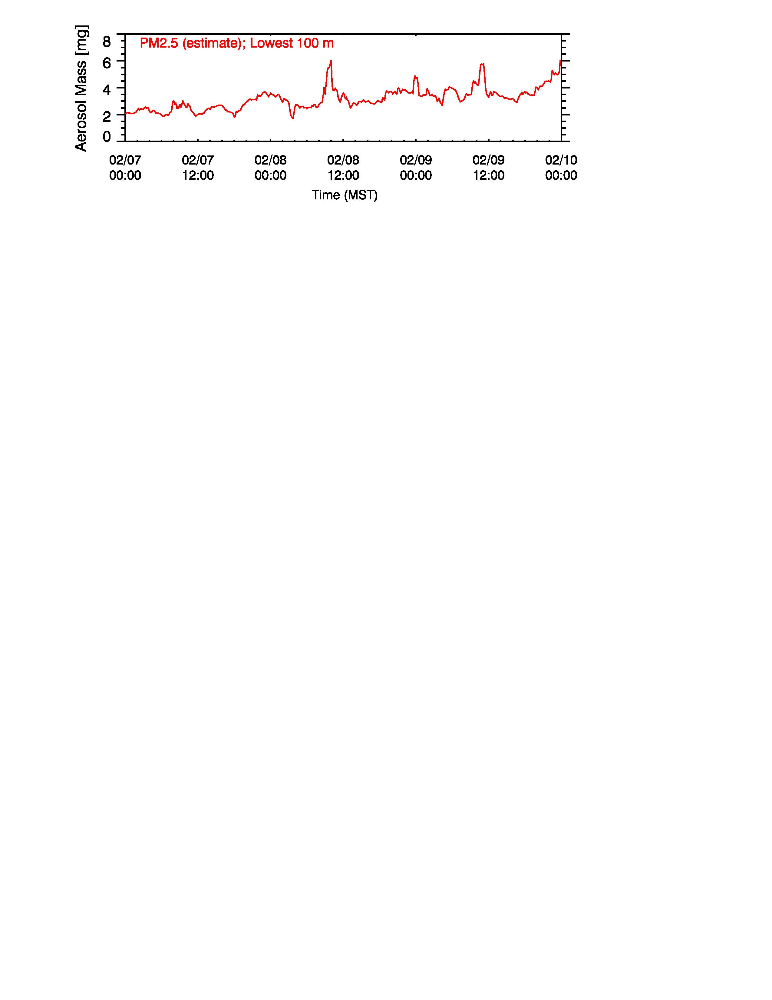 Aerosol Mass [mg]
8
6
4
2
0
PM2.5 (estimate); Lowest 100 m
02/07 02/07 02/08 02/08 02/09 02/09 02/10
00:00 12:00 00:00 12:00 00:00 12:00 00:00
Time (MST)